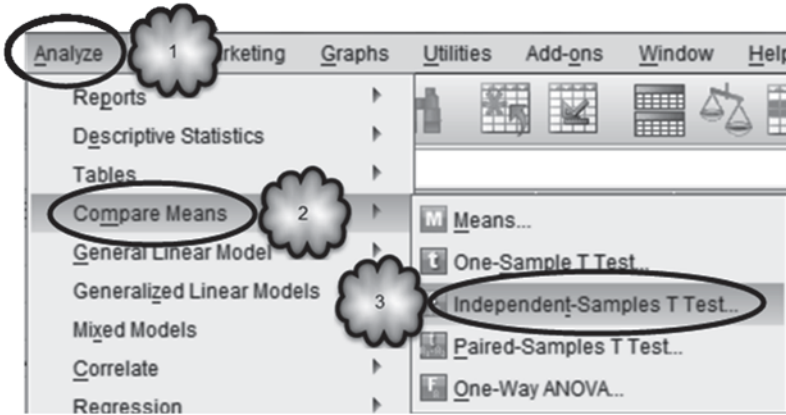 Analyze 1 rketing Graphs Utilities Add-ons Window Help
Reports
Descriptive Statistics
Tables
Compare Means 2
M Means...
General Linear Model
t One-Sample T Test...
Generalized Linear Models
3 Independent-Samples T Test...
Mixed Models
Paired-Samples T Test...
Correlate
One-Way ANOVA...
Regression